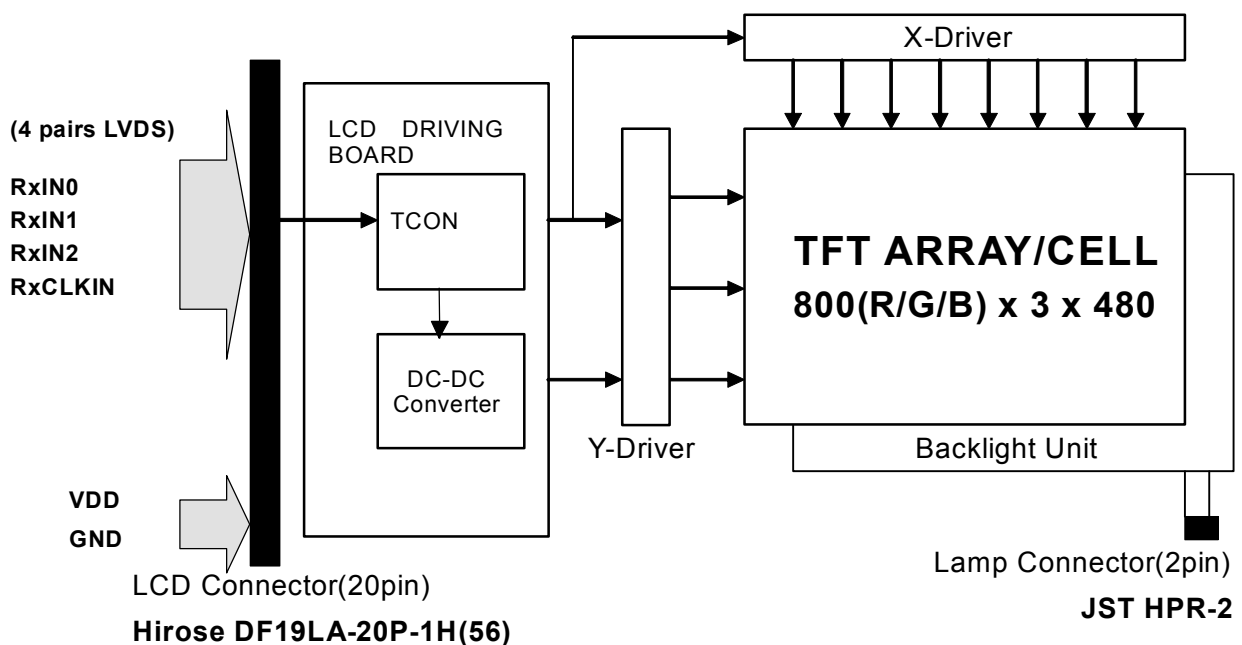 X-Driver
(4 pairs LVDS)
RxIN0
RxIN1
RxIN2
RxCLKIN
LCD DRIVING
BOARD
TCON
DC-DC
Converter
Y-Driver
TFT ARRAY/CELL
800(R/G/B) x 3 x 480
Backlight Unit
VDD
GND
LCD Connector(20pin)
Hirose DF19LA-20P-1H(56)
Lamp Connector(2pin)
JST HPR-2